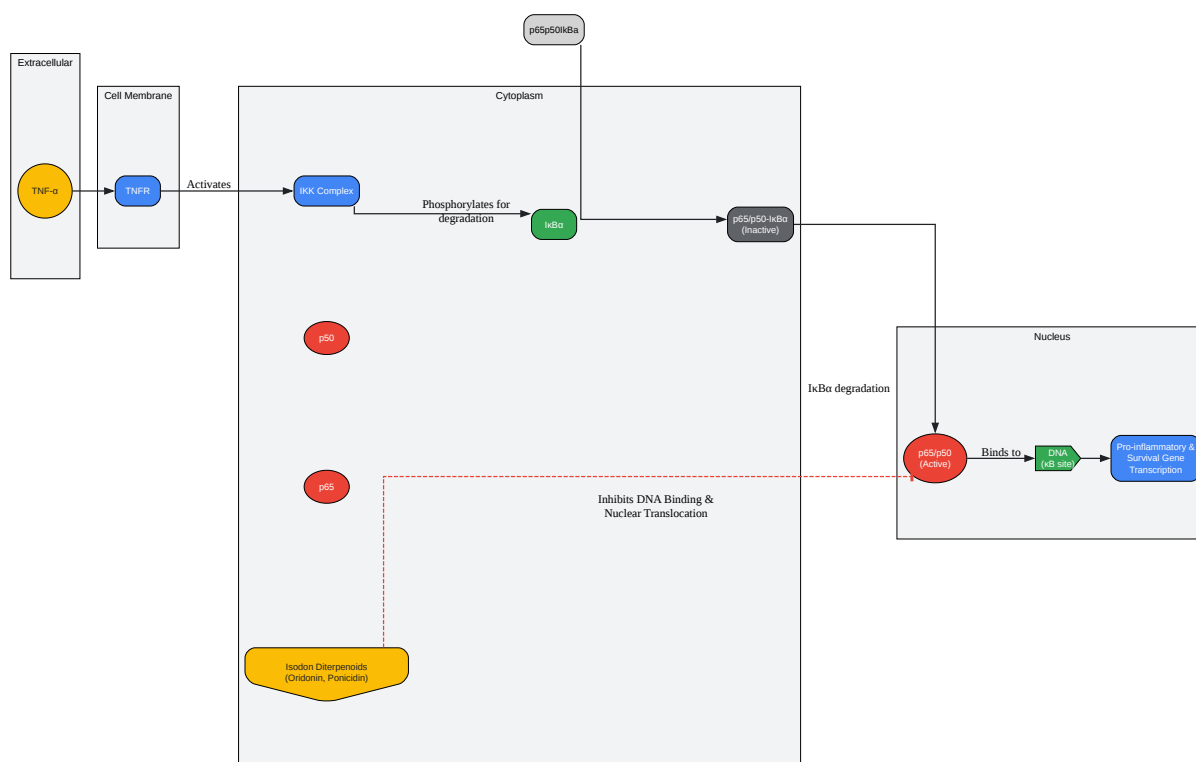 p65p50IkBa
Extracellular
Cell Membrane
Cytoplasm
TNF-α
TNFR
Activates
IKK Complex
Phosphorylates for
degradation
IκBα
p65/p50-IκBα
(Inactive)
p50
Nucleus
IκBα degradation
p65/p50
(Active)
Binds to
DNA
(κB site)
Pro-inflammatory &
Survival Gene
Transcription
p65
Inhibits DNA Binding &
Nuclear Translocation
Isodon Diterpenoids
(Oridonin, Ponicidin)